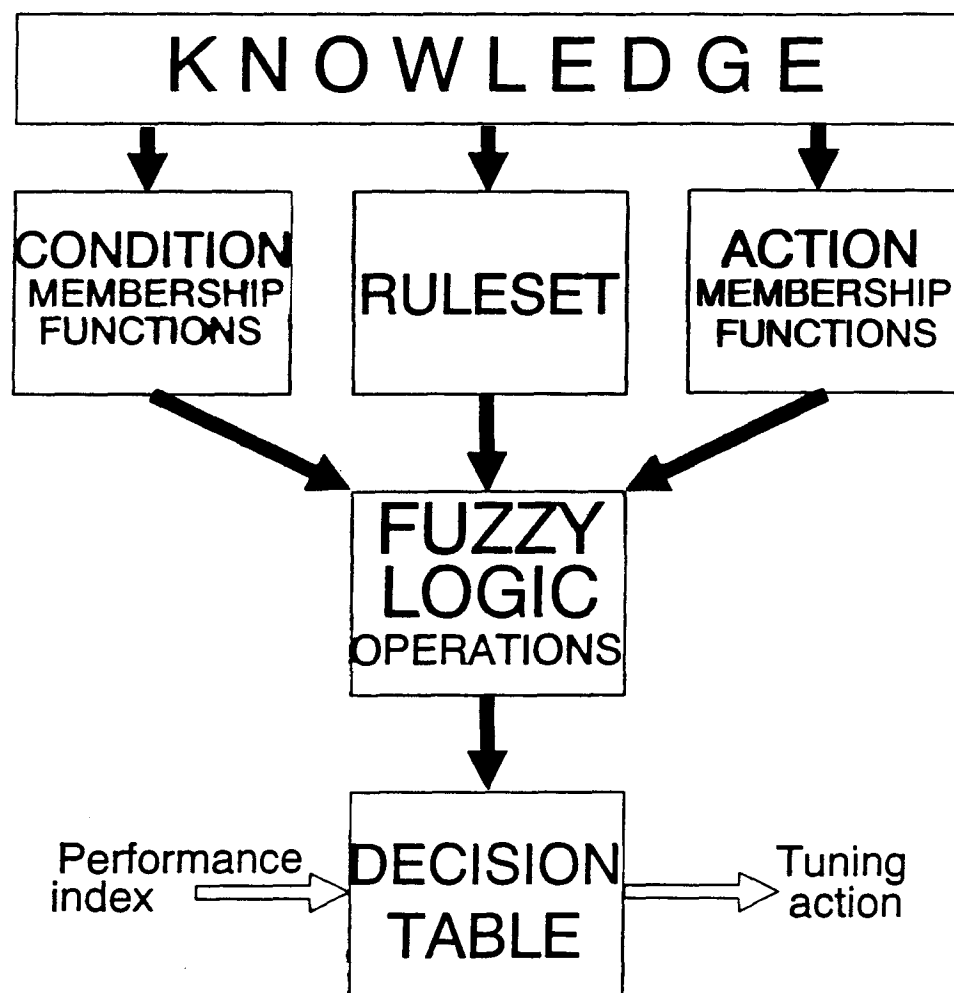 KNOWLEDGE
CONDITION
MEMBERSHIP
FUNCTIONS
RULESET
ACTION
MEMBERSHIP
FUNCTIONS
FUZZY
LOGIC
OPERATIONS
Performance
index
DECISION
TABLE
Tuning
action